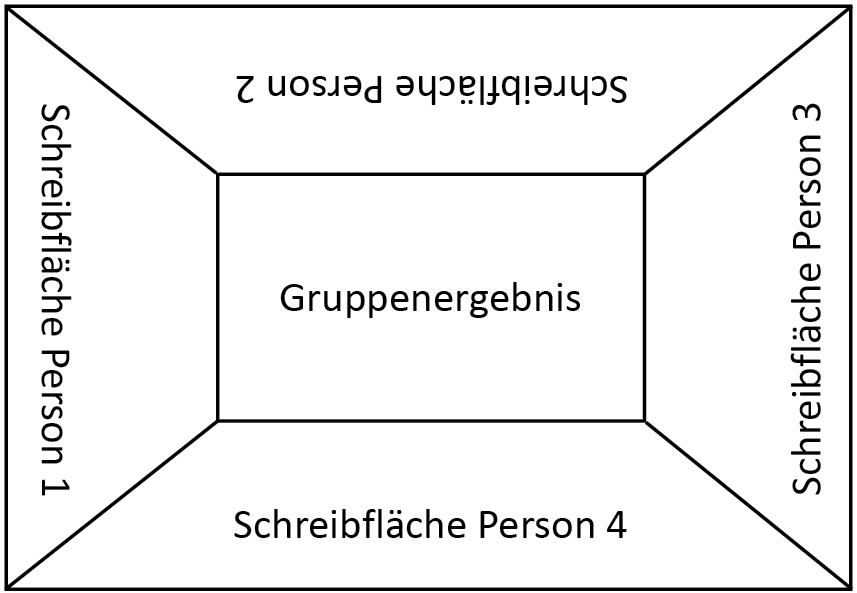 Schreibfläche Person 2
Schreibfläche Person 1
Gruppenergebnis
Schreibfläche Person 3
Schreibfläche Person 4